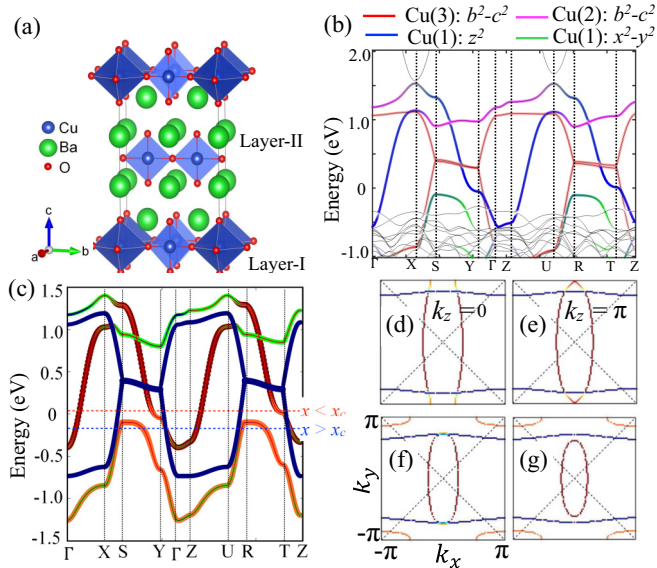 (a)
Cu
Ba
O
c
a
b
Layer-II
Layer-I
(b)
Cu(3): b²-c²
Cu(2): b²-c²
Cu(1): z²
Cu(1): x²-y²
Energy (eV)
2.0
1.0
0
-1.0
Γ X S Y Γ Z U R T Z
(c)
Energy (eV)
1.5
1.0
0.5
0
-0.5
-1.0
-1.5
x < x_c
x > x_c
Γ X S Y Γ Z U R T Z
(d) k_z = 0
(e) k_z = π
(f)
(g)
π
k_y
-π
-π k_x π